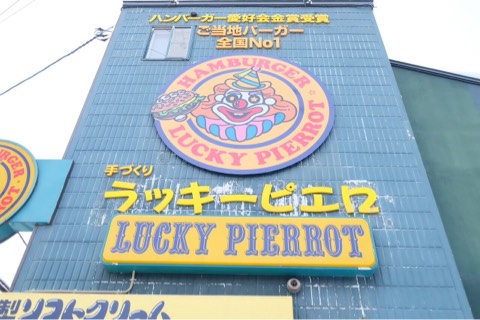 ハンバーガー愛好会金賞受賞
ご当地バーガー
全国No1
HAMBURGER
LUCKY PIERROT
手づくり
ラッキーピエロ
LUCKY PIERROT
製ソフトクリーム